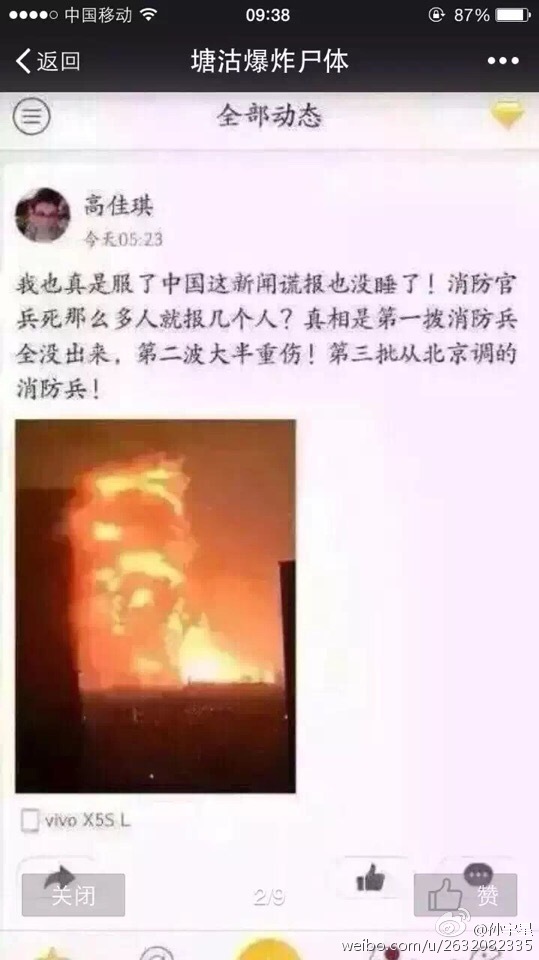 中国移动 09:38 87%
返回 塘沽爆炸尸体
全部动态
高佳琪
今天05:23
我也真是服了中国这新闻谎报也没睡了！消防官
兵死那么多人就报几个人？真相是第一拨消防兵
全没出来，第二波大半重伤！第三批从北京调的
消防兵！
vivo X5S L
关闭 2/9 赞
weibo.com/u/2632082335